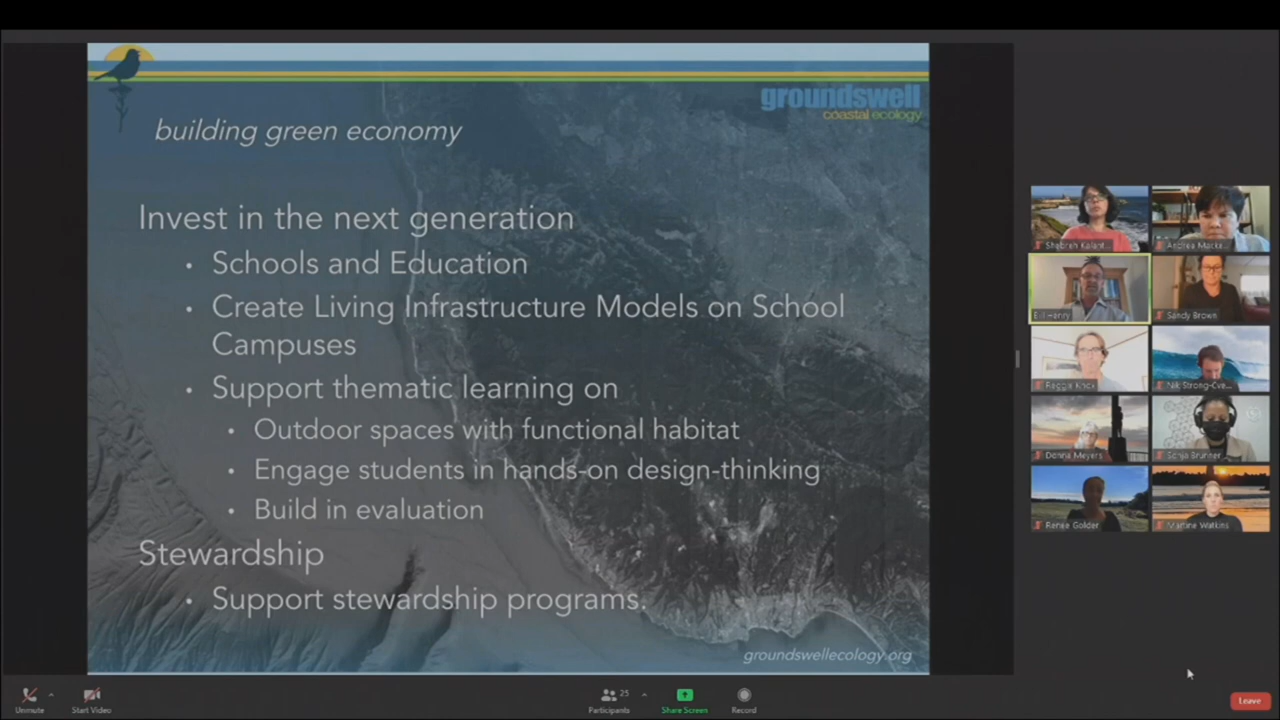 groundswell
coastal ecology
building green economy
Invest in the next generation
• Schools and Education
• Create Living Infrastructure Models on School
Campuses
• Support thematic learning on
• Outdoor spaces with functional habitat
• Engage students in hands-on design-thinking
• Build in evaluation
Stewardship
• Support stewardship programs.
groundswellecology.org
Shebreh Kalant...
Andrea Macke...
Bill Henry
Sandy Brown
Reggie Knox
Nik Strong-Cve...
Donna Meyers
Sonja Brunner
Renee Golder
Martine Watkins
Unmute
Start Video
25
Participants
Share Screen
Record
Leave